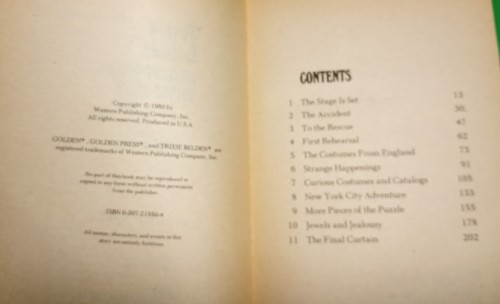 Copyright © 1980 by
Western Publishing Company, Inc.
All rights reserved. Produced in U.S.A.
GOLDEN®, GOLDEN PRESS®, and TRIXIE BELDEN® are
registered trademarks of Western Publishing Company, Inc.
No part of this book may be reproduced or
copied in any form without written permission
from the publisher.
ISBN 0-307-21550-4
All names, characters, and events in this
story are entirely fictitious.
CONTENTS
1 The Stage Is Set 13
2 The Accident 30
3 To the Rescue 47
4 First Rehearsal 62
5 The Costumes From England 73
6 Strange Happenings 91
7 Curious Costumes and Catalogs 105
8 New York City Adventure 133
9 More Pieces of the Puzzle 155
10 Jewels and Jealousy 178
11 The Final Curtain 202